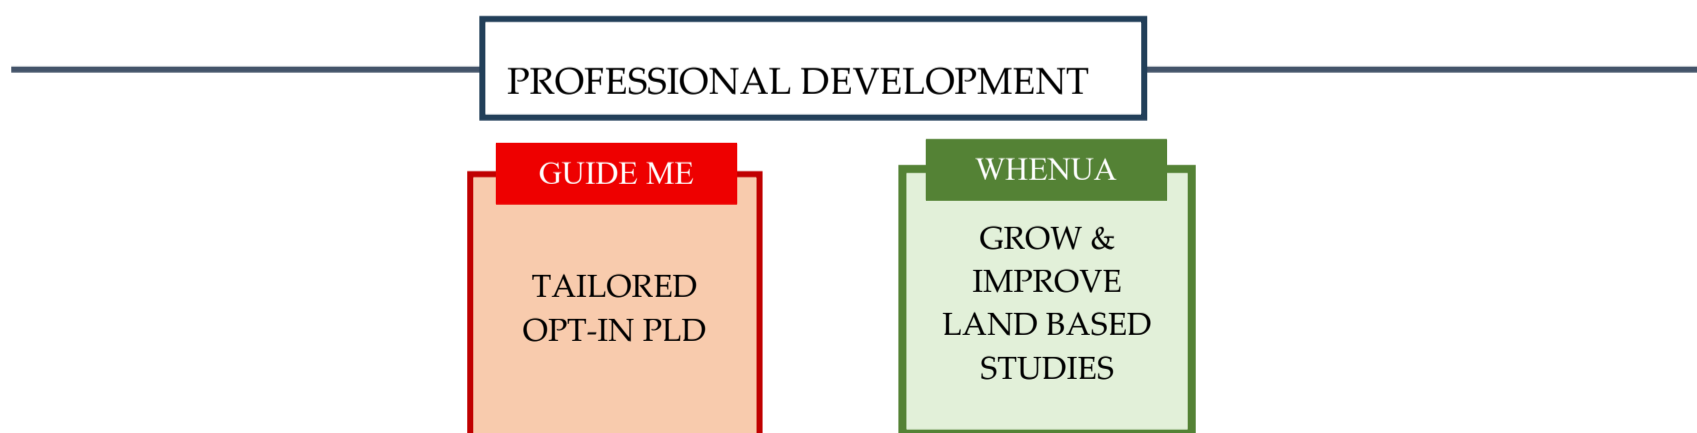 PROFESSIONAL DEVELOPMENT
GUIDE ME
TAILORED
OPT-IN PLD
WHENUA
GROW &
IMPROVE
LAND BASED
STUDIES